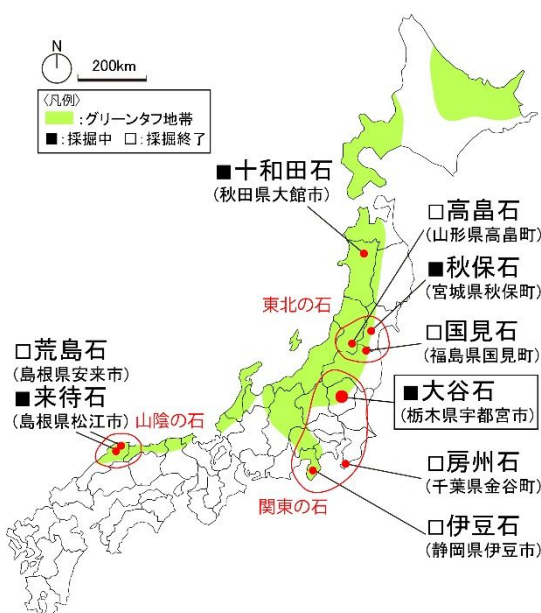 N
200km
〈凡例〉
:グリーンタフ地帯
■:採掘中 □:採掘終了
■十和田石
(秋田県大館市)
□高畠石
(山形県高畠町)
■秋保石
(宮城県秋保町)
東北の石
□国見石
(福島県国見町)
□荒島石
(島根県安来市)
■来待石
(島根県松江市)
山陰の石
■大谷石
(栃木県宇都宮市)
□房州石
(千葉県金谷町)
関東の石
□伊豆石
(静岡県伊豆市)